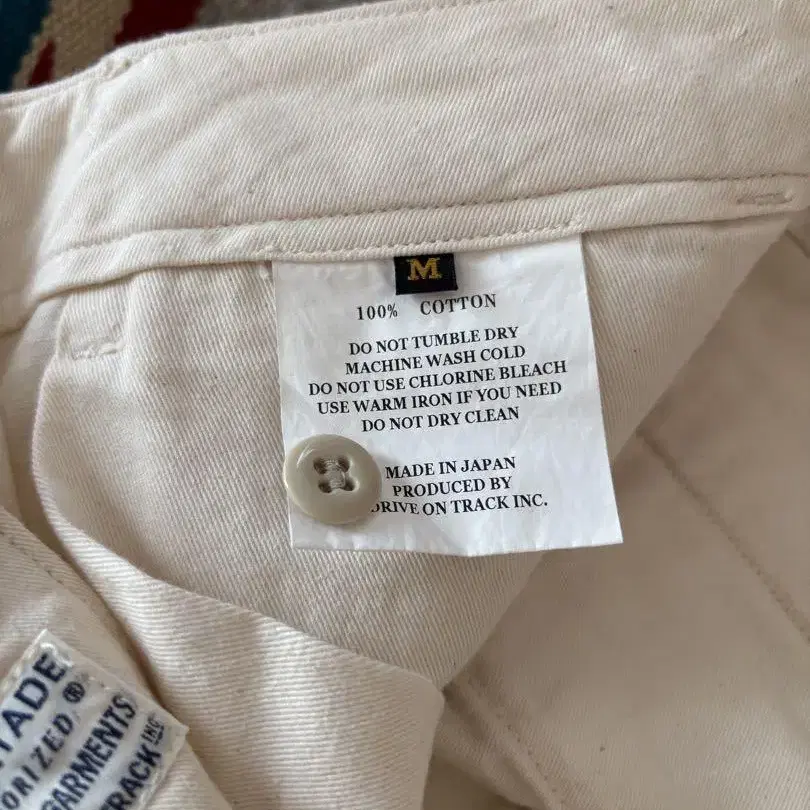 M
100% COTTON
DO NOT TUMBLE DRY
MACHINE WASH COLD
DO NOT USE CHLORINE BLEACH
USE WARM IRON IF YOU NEED
DO NOT DRY CLEAN
MADE IN JAPAN
PRODUCED BY
DRIVE ON TRACK INC.
TADE ®
ORIZED
GARMENTS
TRACK INC